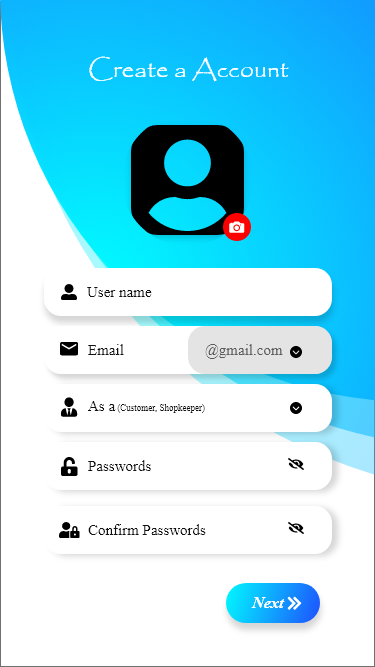 Create a Account
User name
Email @gmail.com
As a (Customer, Shopkeeper)
Passwords
Confirm Passwords
Next